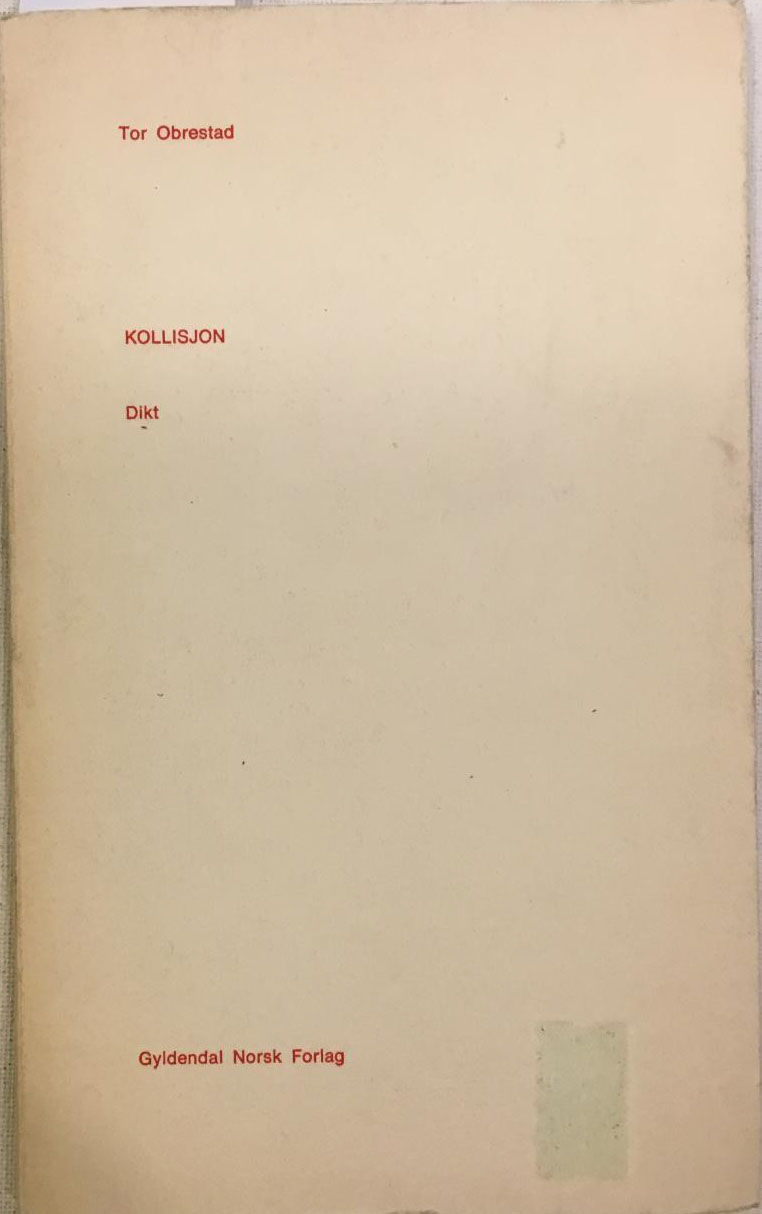 Tor Obrestad
KOLLISJON
Dikt
Gyldendal Norsk Forlag